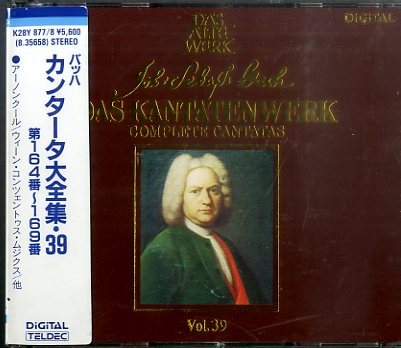 K28Y 877/8 ¥5,600
(8.35658) STEREO
バッハ
カンタータ大全集・39
第164番〜169番
●アーノンクール/ウィーン・コンツェントゥス・ムジクス/他
DIGITAL
TELDEC
DAS
ALTE
WERK
DIGITAL
Joh. Sebast. Bach
DAS KANTATENWERK
COMPLETE CANTATAS
Vol.39